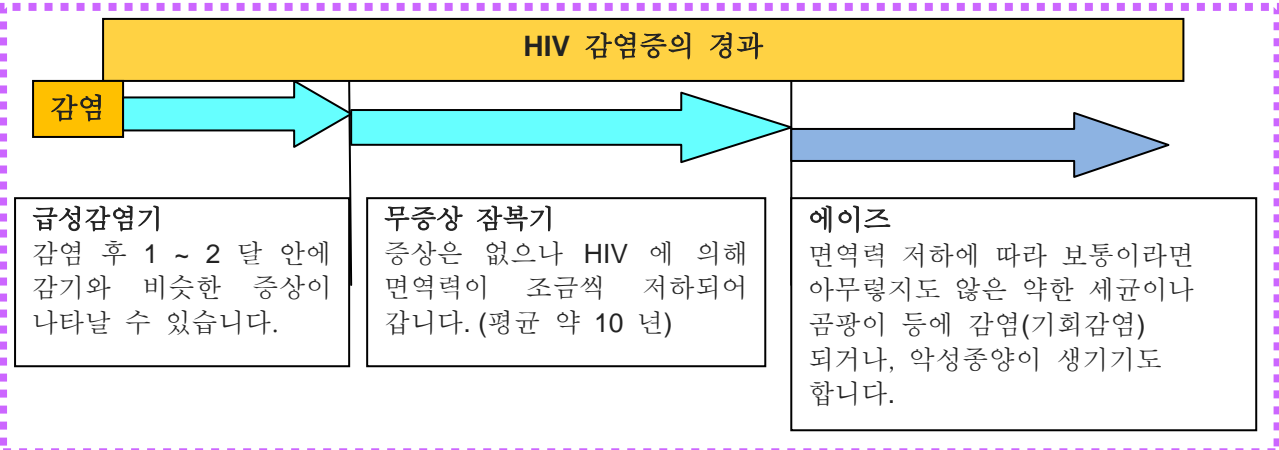 HIV 감염증의 경과
감염
급성감염기
감염 후 1 ~ 2 달 안에
감기와 비슷한 증상이
나타날 수 있습니다.
무증상 잠복기
증상은 없으나 HIV 에 의해
면역력이 조금씩 저하되어
갑니다. (평균 약 10 년)
에이즈
면역력 저하에 따라 보통이라면
아무렇지도 않은 약한 세균이나
곰팡이 등에 감염(기회감염)
되거나, 악성종양이 생기기도
합니다.